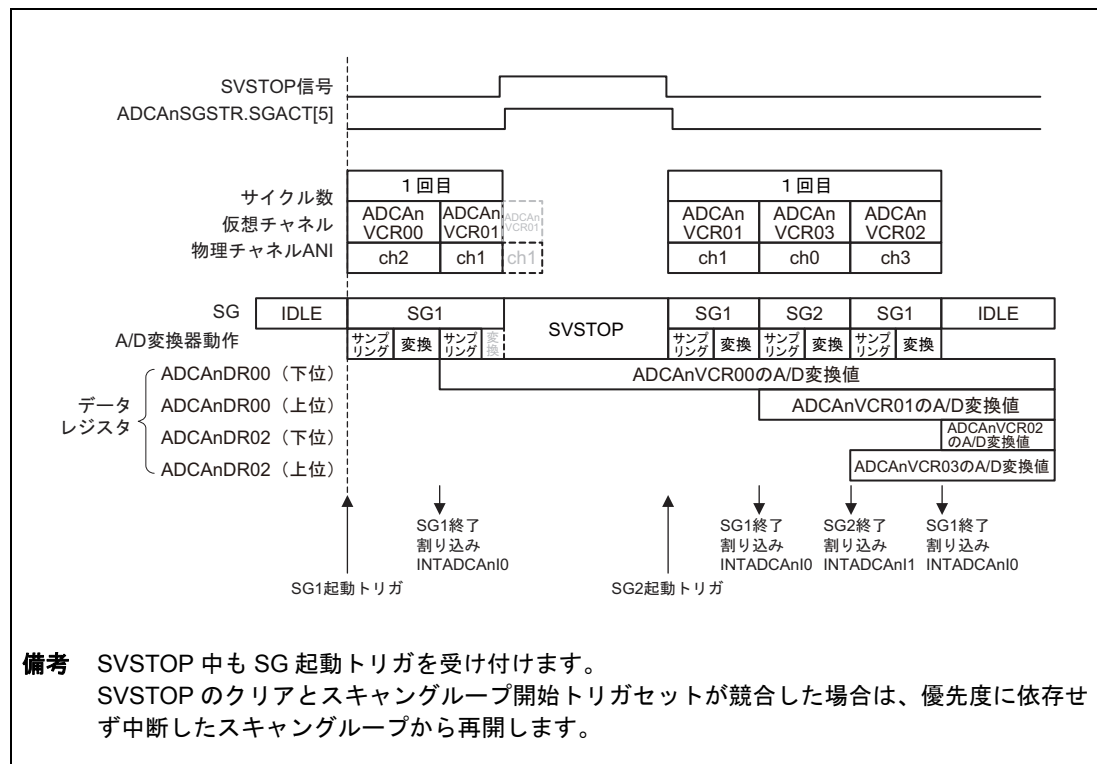 SVSTOP信号
ADCAnSGSTR.SGACT[5]
サイクル数
仮想チャネル
物理チャネルANI
1回目
ADCAn
VCR00
ADCAn
VCR01
ADCAn
VCR01
ch2
ch1
ch1
1回目
ADCAn
VCR01
ADCAn
VCR03
ADCAn
VCR02
ch1
ch0
ch3
SG
IDLE
SG1
SVSTOP
SG1
SG2
SG1
IDLE
A/D変換器動作
サンプ
リング
変換
サンプ
リング
変換
サンプ
リング
変換
サンプ
リング
変換
サンプ
リング
変換
データ
レジスタ
ADCAnDR00（下位）
ADCAnVCR00のA/D変換値
ADCAnDR00（上位）
ADCAnVCR01のA/D変換値
ADCAnDR02（下位）
ADCAnVCR02
のA/D変換値
ADCAnDR02（上位）
ADCAnVCR03のA/D変換値
SG1起動トリガ
SG1終了
割り込み
INTADCAnI0
SG2起動トリガ
SG1終了
割り込み
INTADCAnI0
SG2終了
割り込み
INTADCAnI1
SG1終了
割り込み
INTADCAnI0
備考 SVSTOP 中も SG 起動トリガを受け付けます。
SVSTOP のクリアとスキャングループ開始トリガセットが競合した場合は、優先度に依存せ
ず中断したスキャングループから再開します。